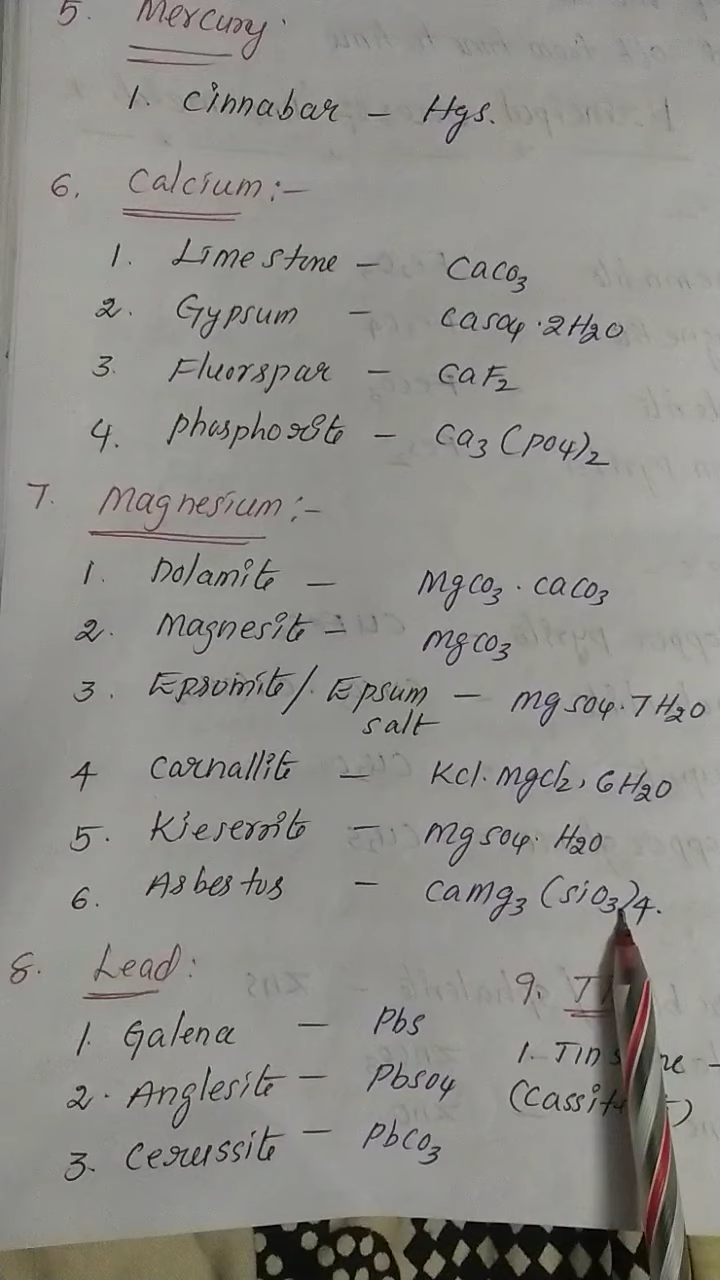 5. Mercury
1. Cinnabar - Hgs.
6. Calcium:-
1. Limestone - CaCO3
2. Gypsum - CaSO4.2H2O
3. Fluorspar - CaF2
4. phosphorite - Ca3(PO4)2
7. Magnesium:-
1. Dolamite - MgCO3.CaCO3
2. Magnesite - MgCO3
3. Epsomite/. Epsum salt - MgSO4.7H2O
4 Carnallite - KCl.MgCl2, 6H2O
5. Kieserite - MgSO4. H2O
6. Asbestus - CaMg3(SiO3)4.
8. Lead:
1. Galena - Pbs
2. Anglesite - PbSO4
3. Cerussite - PbCO3
9.
1.